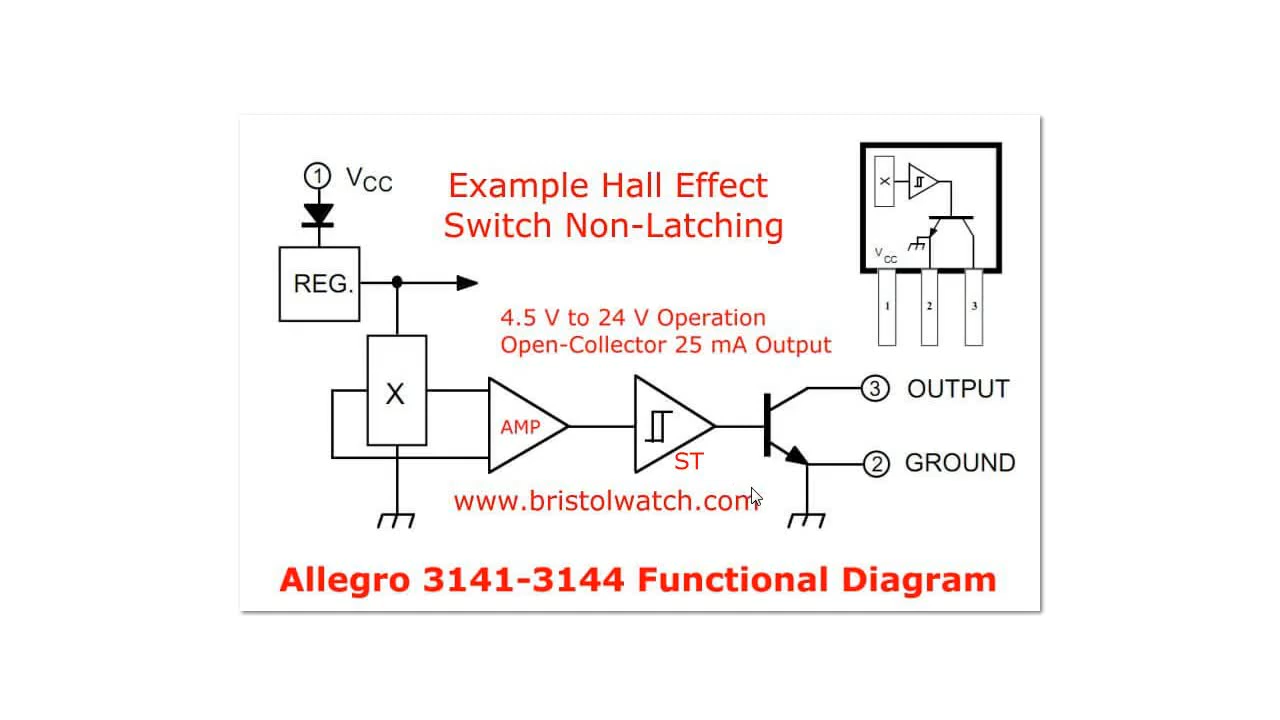 1 VCC
Example Hall Effect
Switch Non-Latching
X
VCC
1 2 3
REG.
4.5 V to 24 V Operation
Open-Collector 25 mA Output
X
AMP
ST
3 OUTPUT
2 GROUND
www.bristolwatch.com
Allegro 3141-3144 Functional Diagram